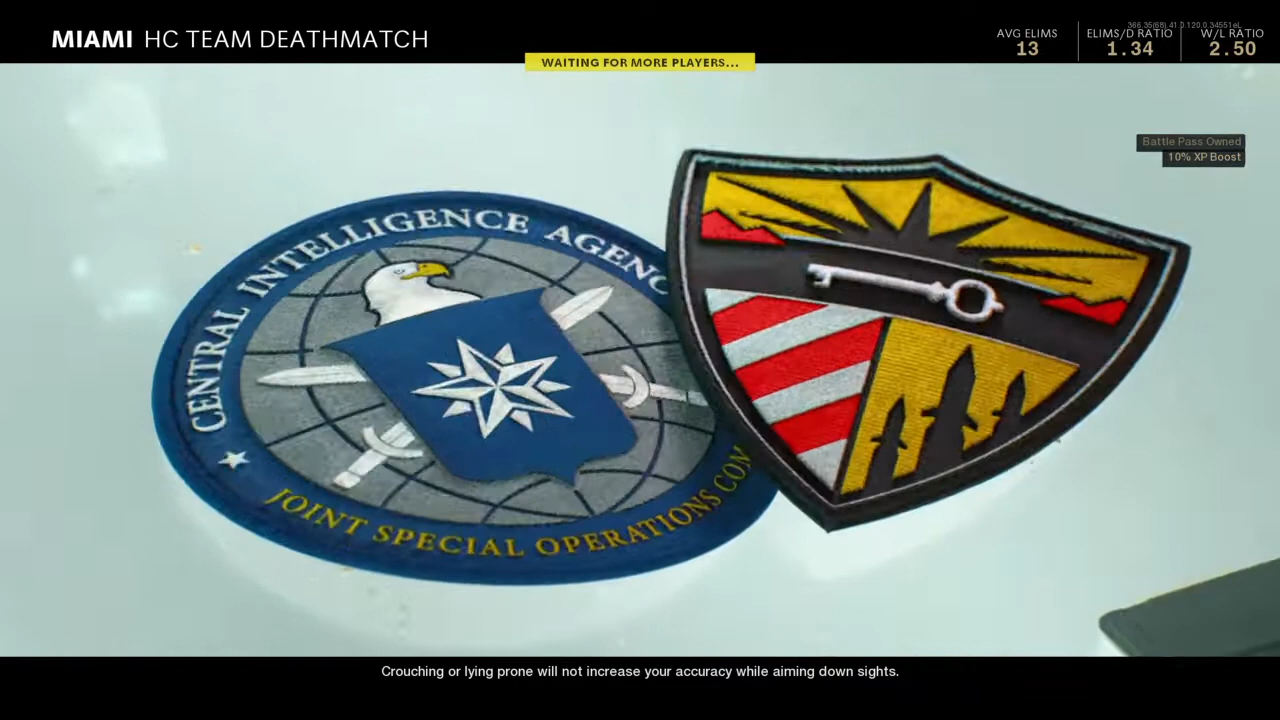 MIAMI HC TEAM DEATHMATCH
WAITING FOR MORE PLAYERS...
AVG ELIMS
13
ELIMS/D RATIO
1.34
W/L RATIO
2.50
Battle Pass Owned
10% XP Boost
CENTRAL INTELLIGENCE AGENC
JOINT SPECIAL OPERATIONS COM
Crouching or lying prone will not increase your accuracy while aiming down sights.